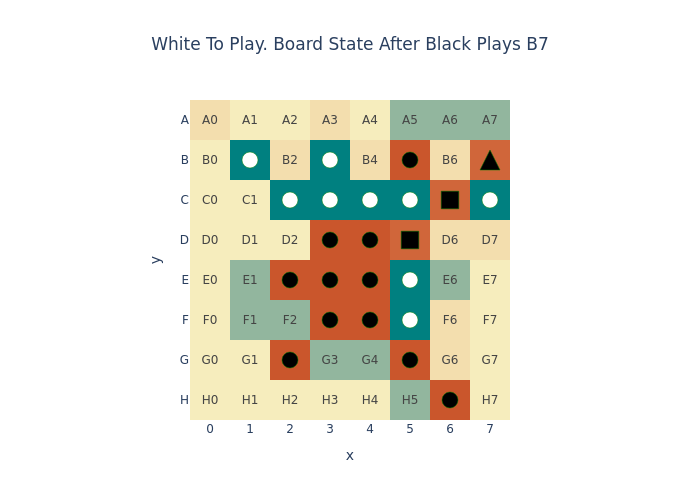 White To Play. Board State After Black Plays B7
A A0 A1 A2 A3 A4 A5 A6 A7
B B0 B2 B4 B6
C C0 C1
D D0 D1 D2 D6 D7
E E0 E1 E6 E7
F F0 F1 F2 F6 F7
G G0 G1 G3 G4 G6 G7
H H0 H1 H2 H3 H4 H5 H7
0 1 2 3 4 5 6 7
x
y